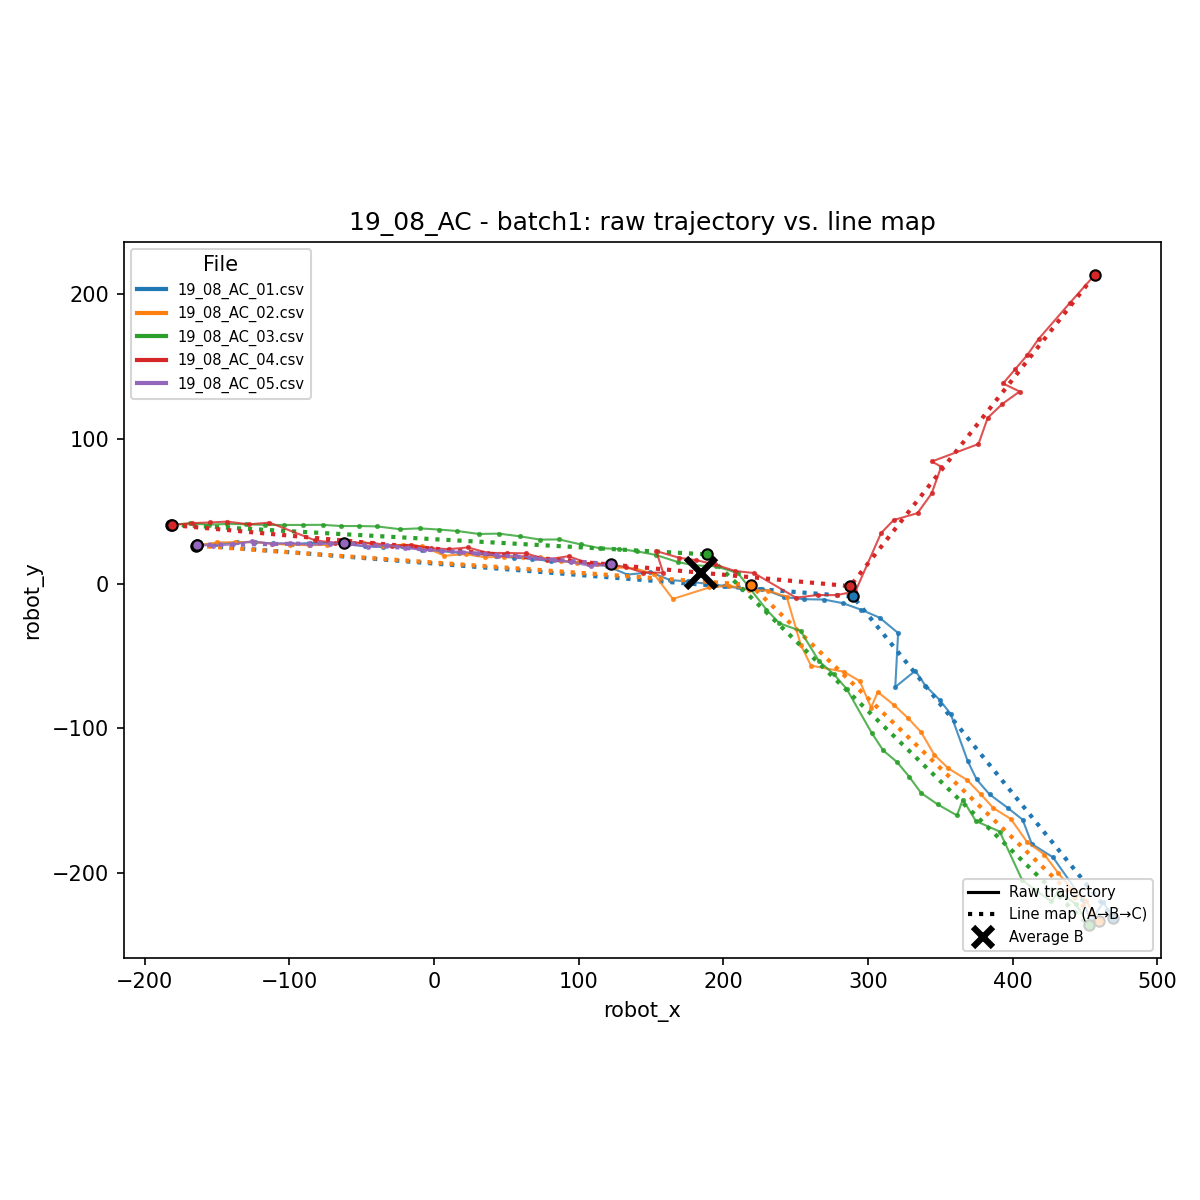 19_08_AC - batch1: raw trajectory vs. line map
File
19_08_AC_01.csv
19_08_AC_02.csv
19_08_AC_03.csv
19_08_AC_04.csv
19_08_AC_05.csv
200
100
0
−100
−200
robot_y
Raw trajectory
Line map (A→B→C)
Average B
−200 −100 0 100 200 300 400 500
robot_x